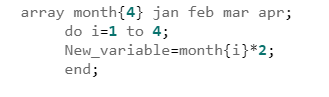 array month{4} jan feb mar apr;
do i=1 to 4;
New_variable=month{i}*2;
end;